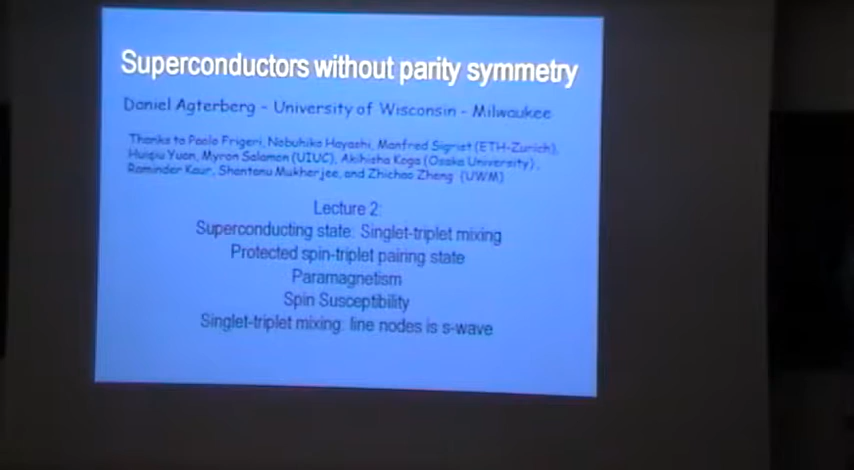 Superconductors without parity symmetry
Daniel Agterberg - University of Wisconsin - Milwaukee
Thanks to Paolo Frigeri, Nobuhiko Hayashi, Manfred Sigrist (ETH-Zurich),
Huiqiu Yuan, Myron Salamon (UIUC), Akihisha Koga (Osaka University),
Raminder Kaur, Shantanu Mukherjee, and Zhichao Zheng (UWM)
Lecture 2:
Superconducting state: Singlet-triplet mixing
Protected spin-triplet pairing state
Paramagnetism
Spin Susceptibility
Singlet-triplet mixing: line nodes is s-wave